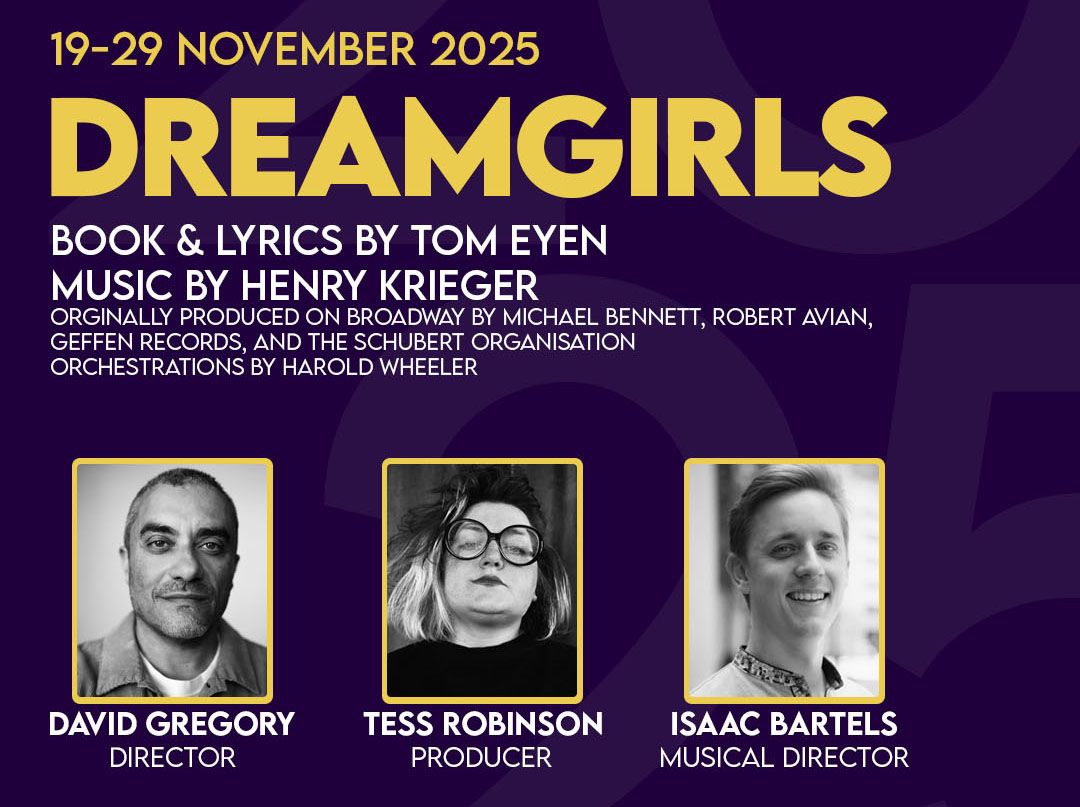 19-29 NOVEMBER 2025
DREAMGIRLS
BOOK & LYRICS BY TOM EYEN
MUSIC BY HENRY KRIEGER
ORGINALLY PRODUCED ON BROADWAY BY MICHAEL BENNETT, ROBERT AVIAN,
GEFFEN RECORDS, AND THE SCHUBERT ORGANISATION
ORCHESTRATIONS BY HAROLD WHEELER
DAVID GREGORY
DIRECTOR
TESS ROBINSON
PRODUCER
ISAAC BARTELS
MUSICAL DIRECTOR